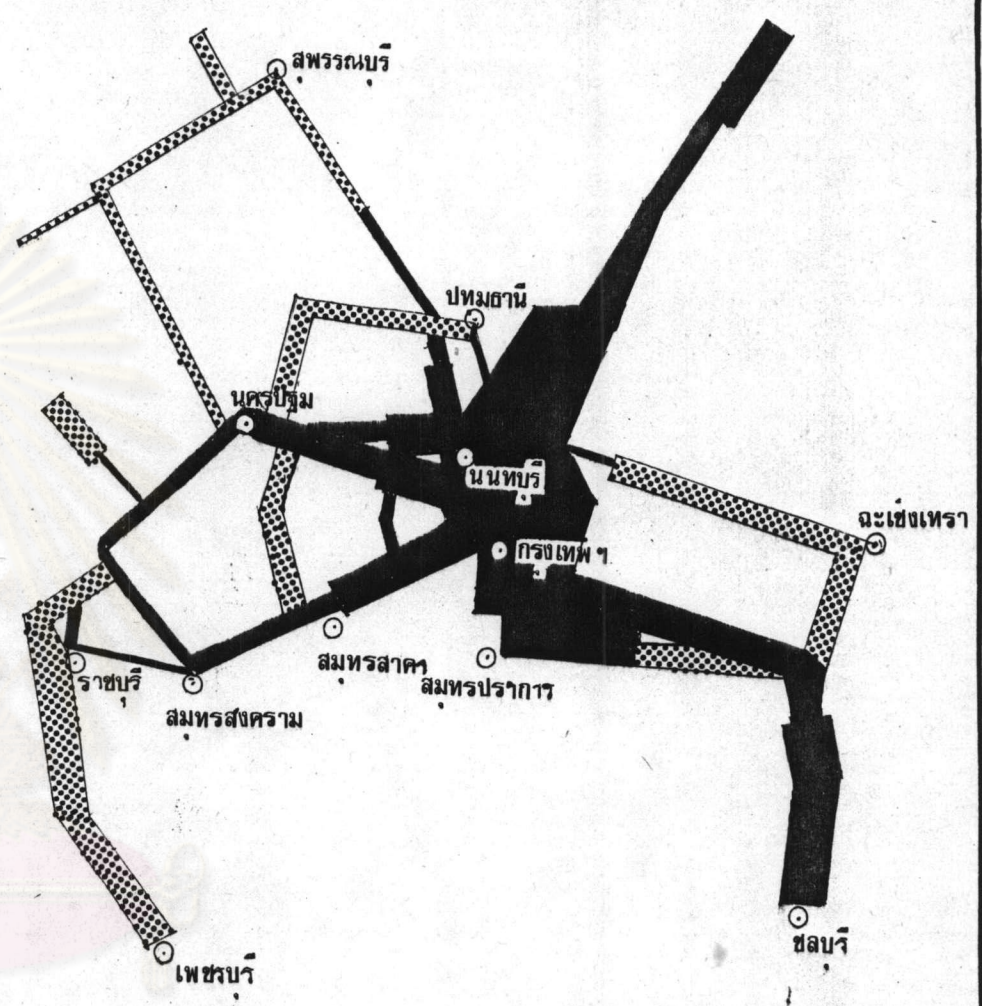 สุพรรณบุรี
ปทุมธานี
นครปฐม
นนทบุรี
ฉะเชิงเทรา
กรุงเทพฯ
สมุทรสาคร
สมุทรปราการ
ราชบุรี
สมุทรสงคราม
ชลบุรี
เพชรบุรี